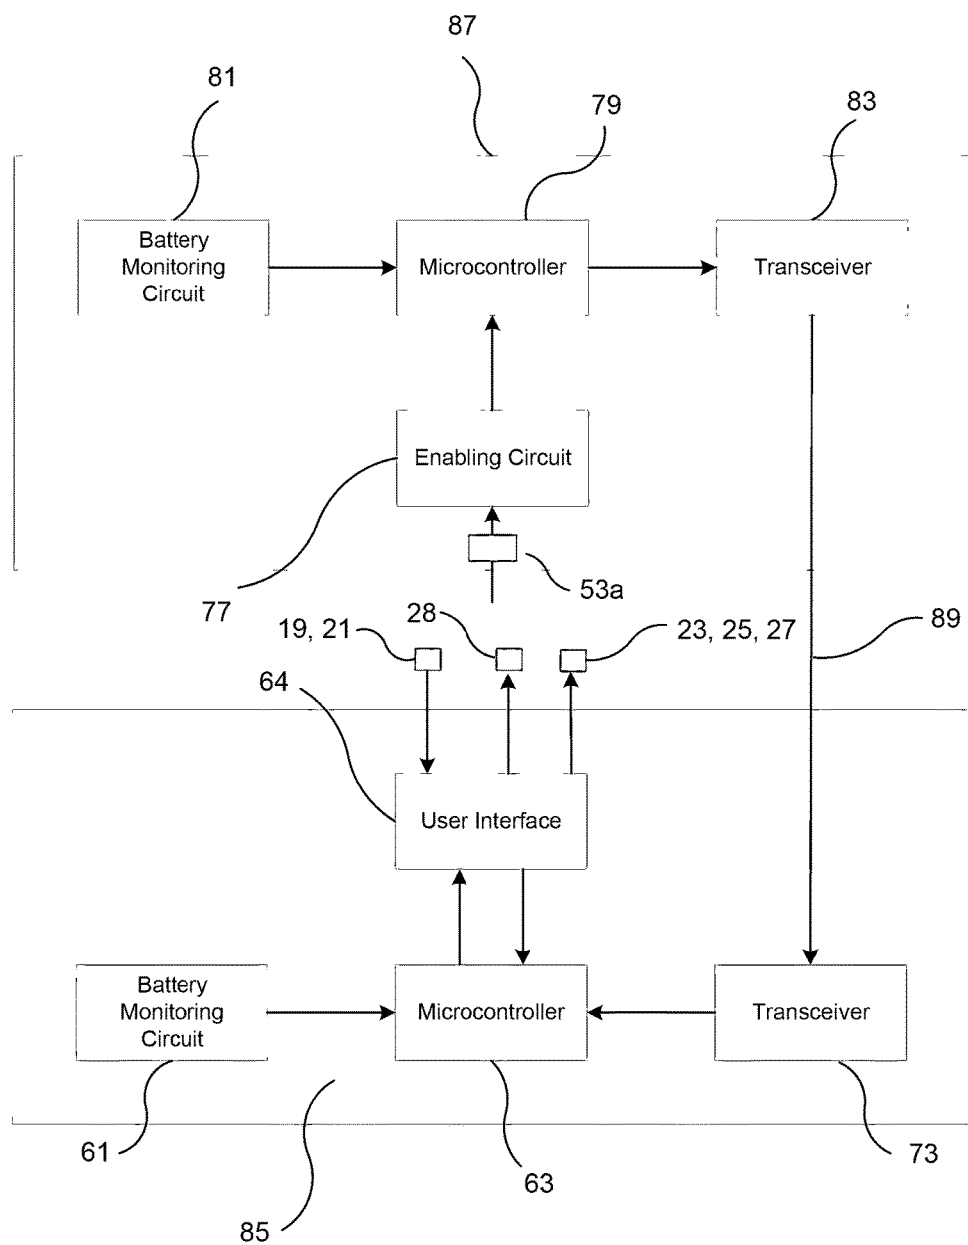 87
81
79
83
Battery
Monitoring
Circuit
Microcontroller
Transceiver
Enabling Circuit
53a
77
19, 21
28
23, 25, 27
89
64
User Interface
Battery
Monitoring
Circuit
Microcontroller
Transceiver
61
63
73
85